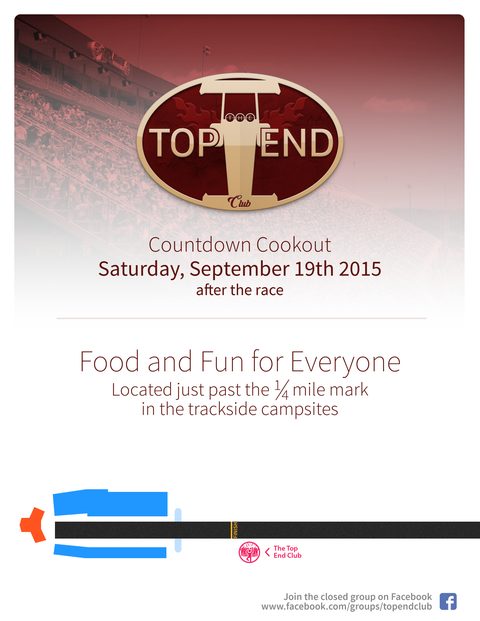 TOP END
Club
Countdown Cookout
Saturday, September 19th 2015
after the race
Food and Fun for Everyone
Located just past the ¼ mile mark
in the trackside campsites
FINISH
The Top
End Club
Join the closed group on Facebook
www.facebook.com/groups/topendclub